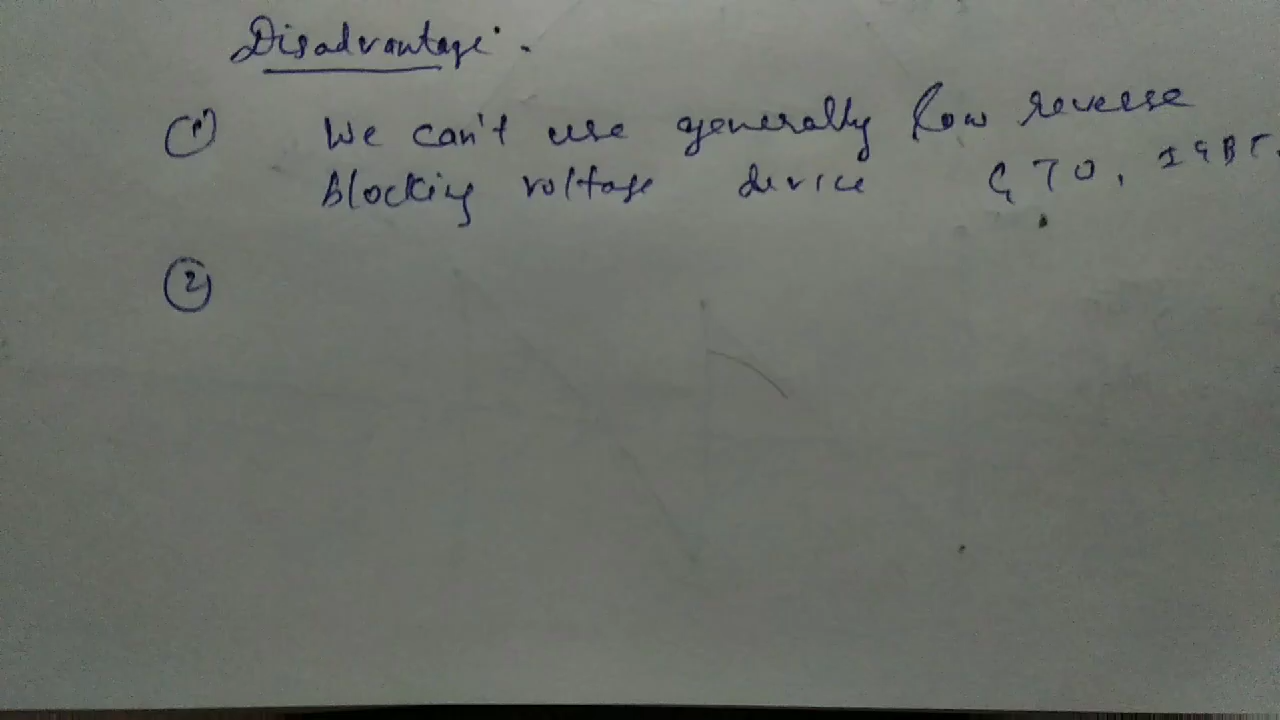 Disadvantage.
(1) We can't use generally low reverse
blocking voltage device GTO, IGBT.
(2)